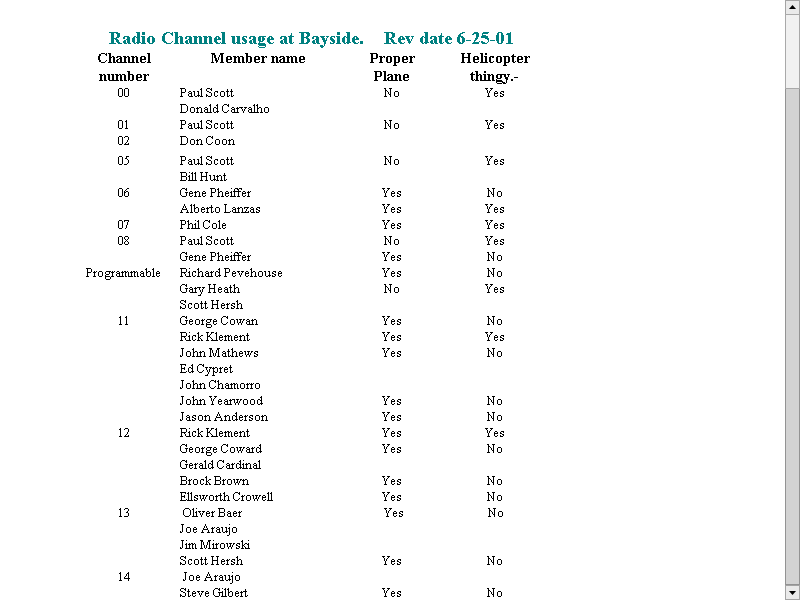 Radio Channel usage at Bayside. Rev date 6-25-01
Channel number Member name Proper Plane Helicopter thingy.-
00 Paul Scott No Yes
Donald Carvalho
01 Paul Scott No Yes
02 Don Coon
05 Paul Scott No Yes
Bill Hunt
06 Gene Pheiffer Yes No
Alberto Lanzas Yes Yes
07 Phil Cole Yes Yes
08 Paul Scott No Yes
Gene Pheiffer Yes No
Programmable Richard Pevehouse Yes No
Gary Heath No Yes
Scott Hersh
11 George Cowan Yes No
Rick Klement Yes Yes
John Mathews Yes No
Ed Cypret
John Chamorro
John Yearwood Yes No
Jason Anderson Yes No
12 Rick Klement Yes Yes
George Coward Yes No
Gerald Cardinal
Brock Brown Yes No
Ellsworth Crowell Yes No
13 Oliver Baer Yes No
Joe Araujo
Jim Mirowski
Scott Hersh Yes No
14 Joe Araujo
Steve Gilbert Yes No